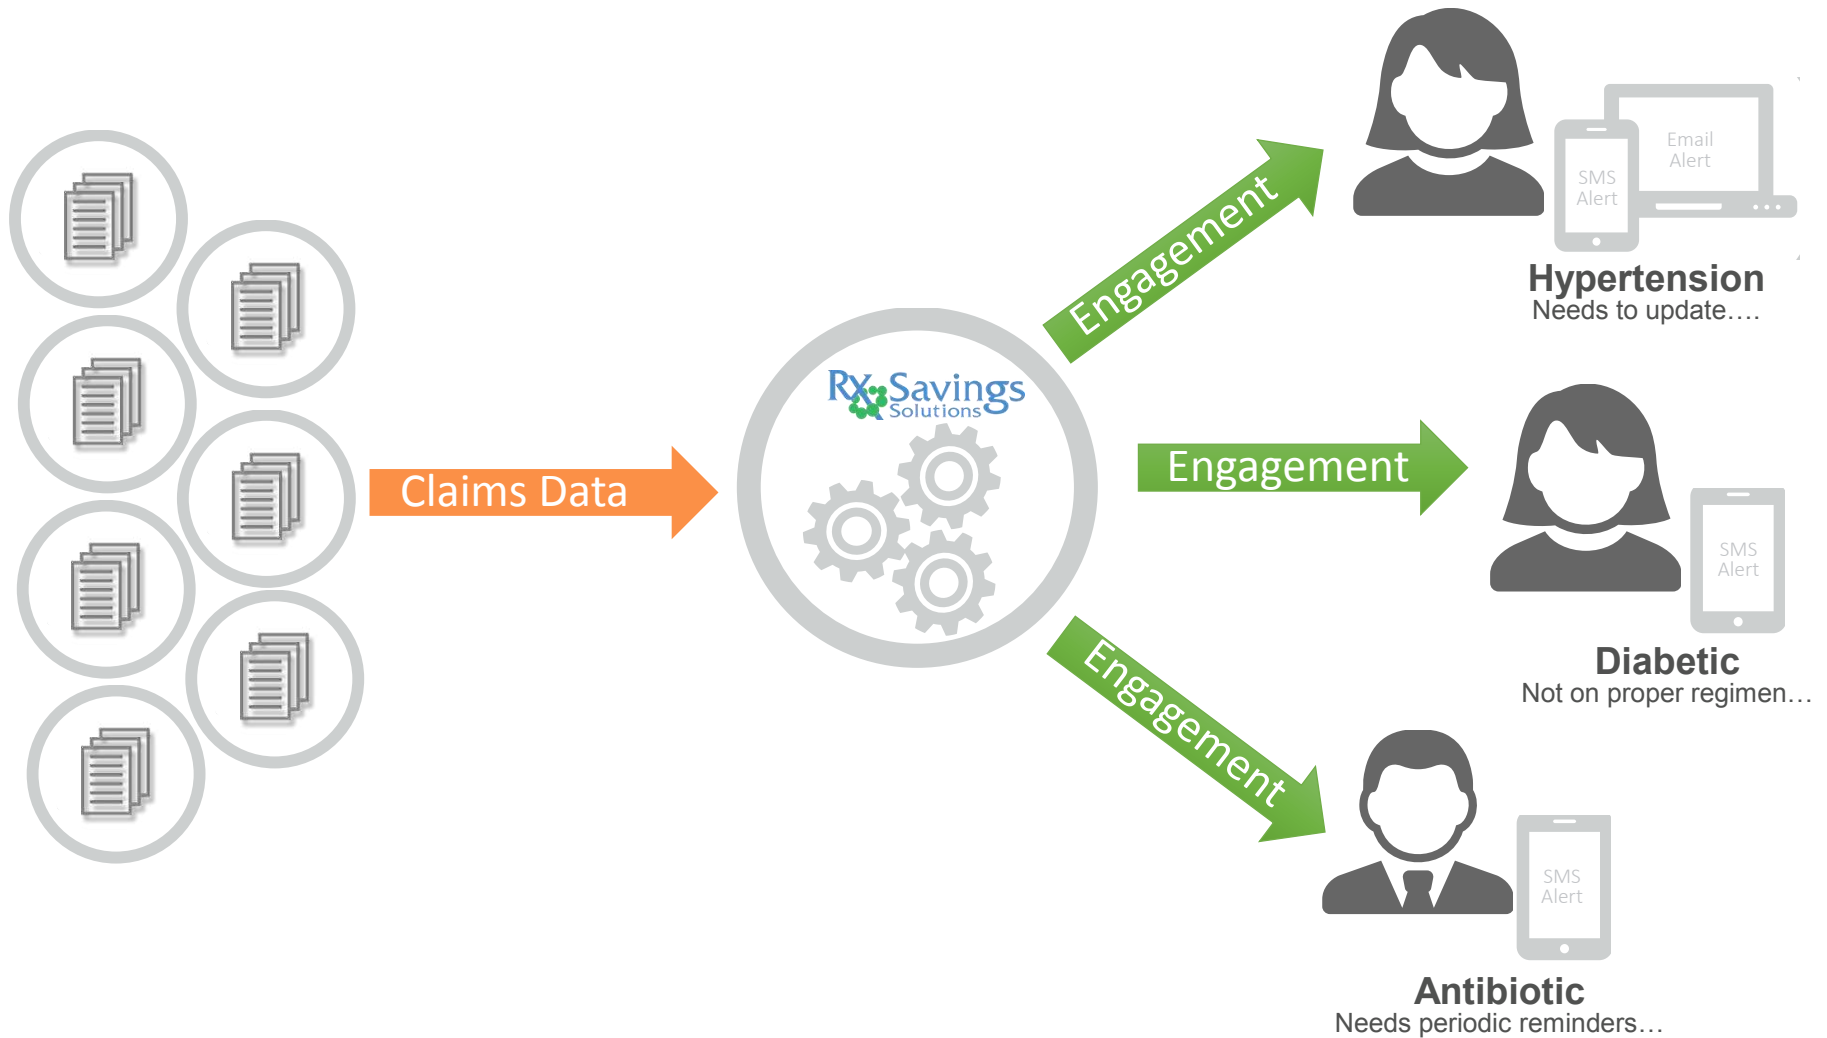 Claims Data
Rx Savings
Solutions
Engagement
Engagement
Engagement
Email
Alert
SMS
Alert
Hypertension
Needs to update....
SMS
Alert
Diabetic
Not on proper regimen…
SMS
Alert
Antibiotic
Needs periodic reminders…